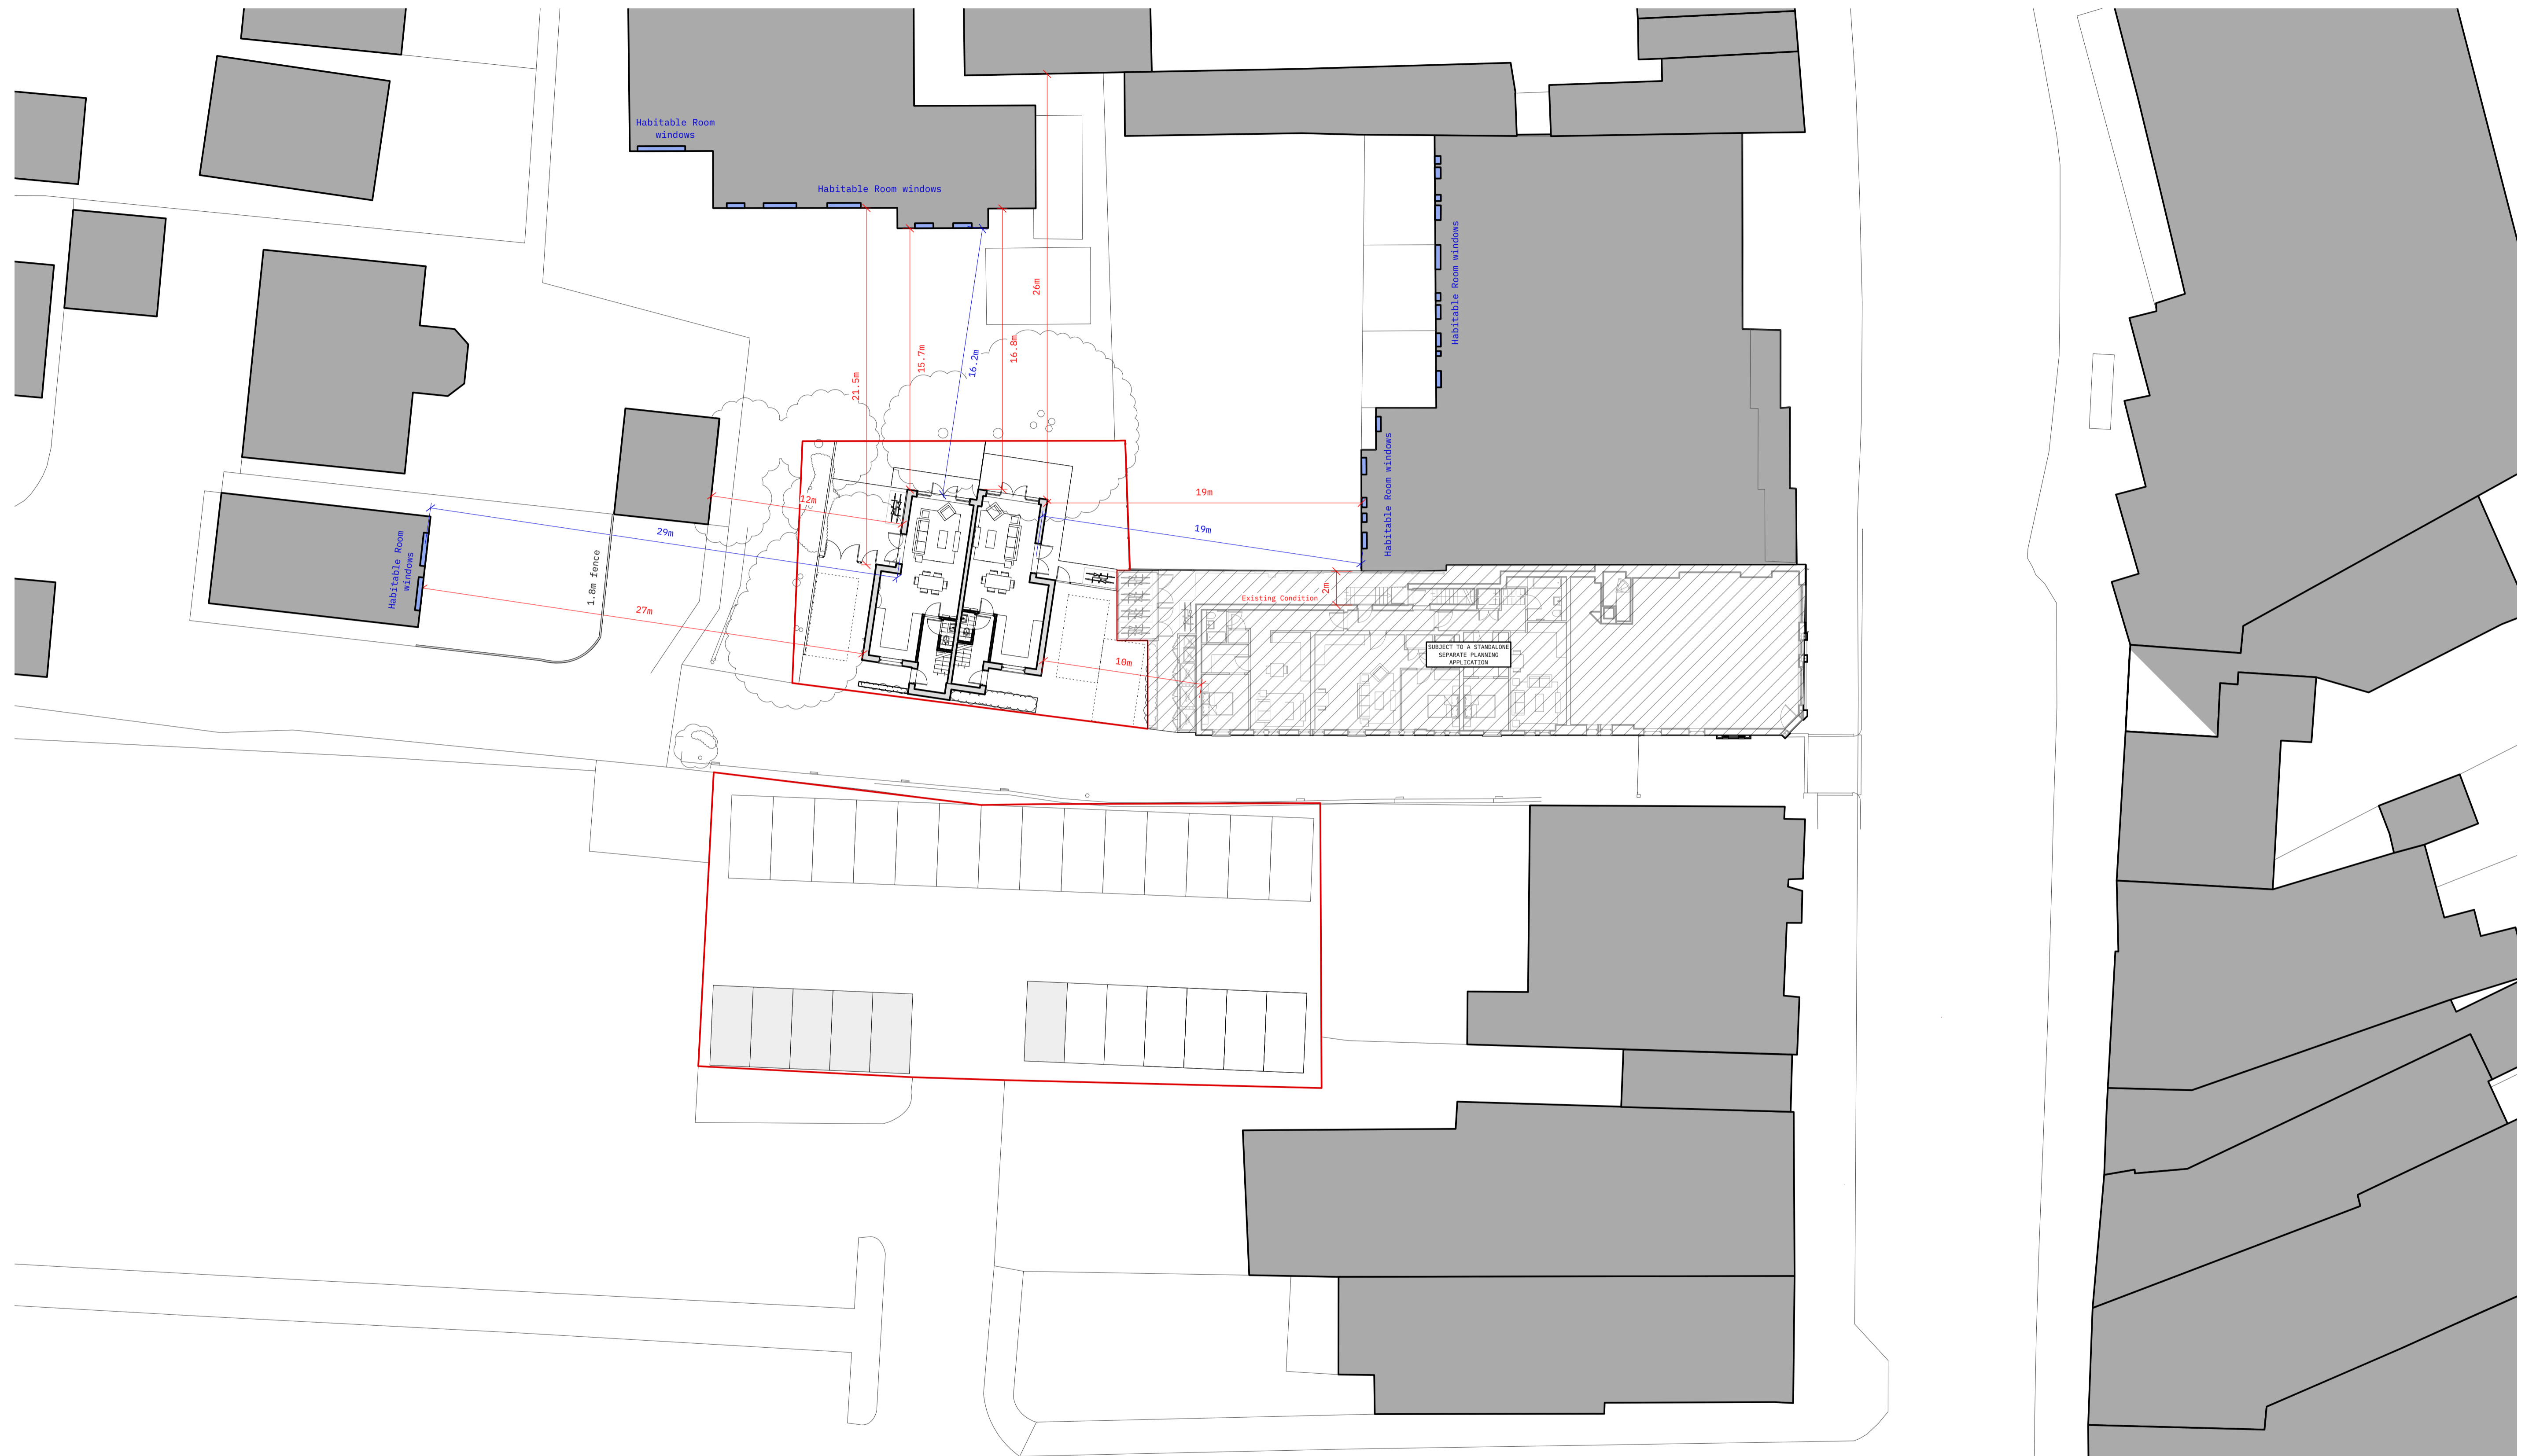 Habitable Room
windows
Habitable Room windows
26m
Habitable Room windows
15.7m
16.2m
16.8m
21.5m
12m
19m
29m
19m
Habitable Room windows
Habitable Room
windows
1.8m fence
27m
2m
Existing Condition
10m
SUBJECT TO A STANDALONE
SEPARATE PLANNING
APPLICATION